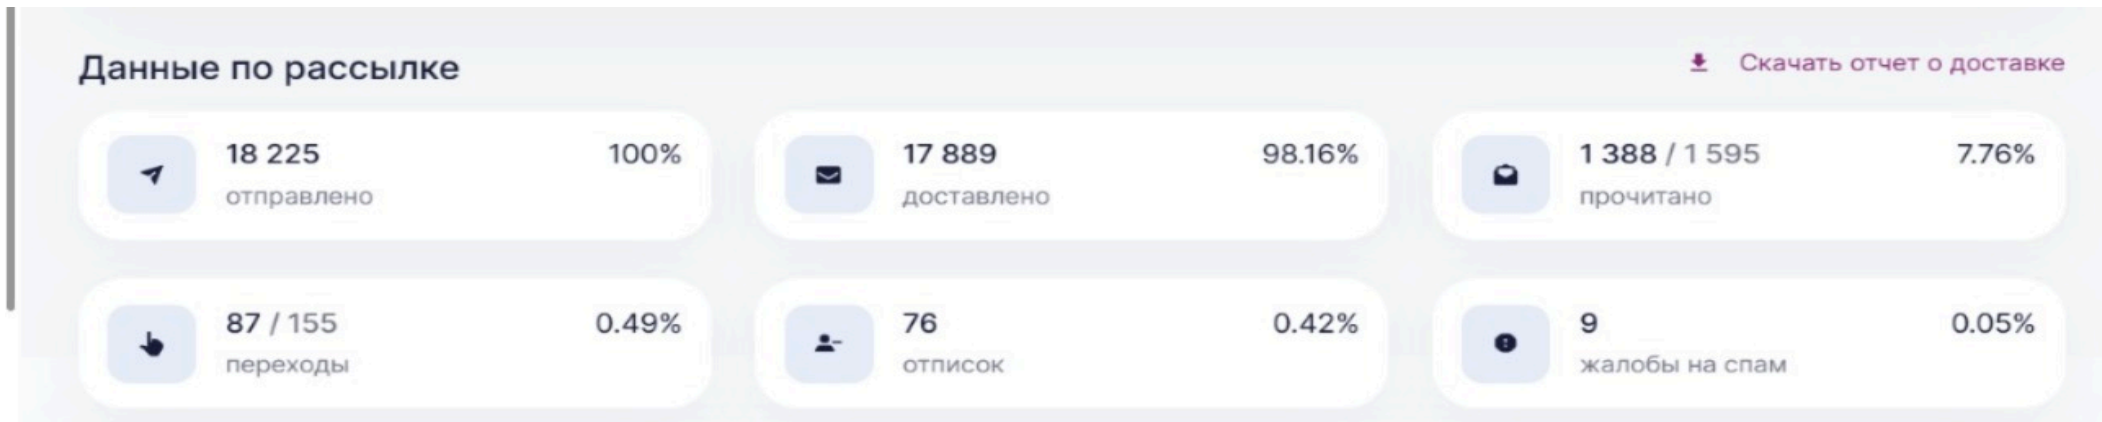 Данные по рассылке
Скачать отчет о доставке
18 225 100%
отправлено
17 889 98.16%
доставлено
1 388 / 1 595 7.76%
прочитано
87 / 155 0.49%
переходы
76 0.42%
отписок
9 0.05%
жалобы на спам